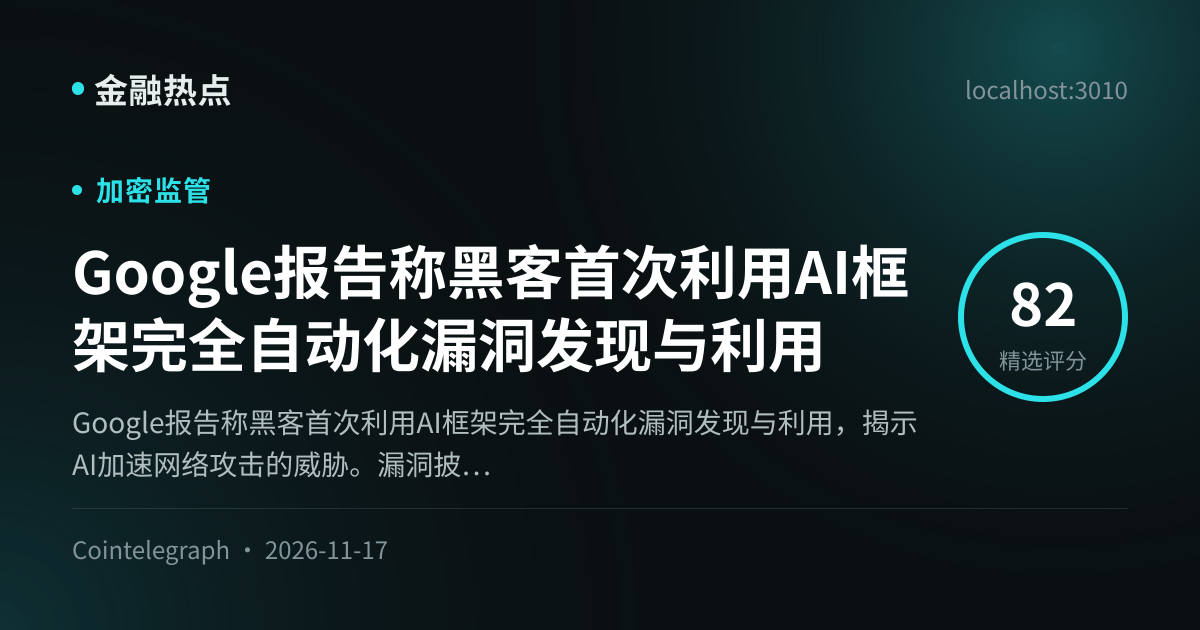 金融热点
localhost:3010
加密监管
Google报告称黑客首次利用AI框
架完全自动化漏洞发现与利用
82
精选评分
Google报告称黑客首次利用AI框架完全自动化漏洞发现与利用，揭示
AI加速网络攻击的威胁。漏洞披…
Cointelegraph · 2026-11-17